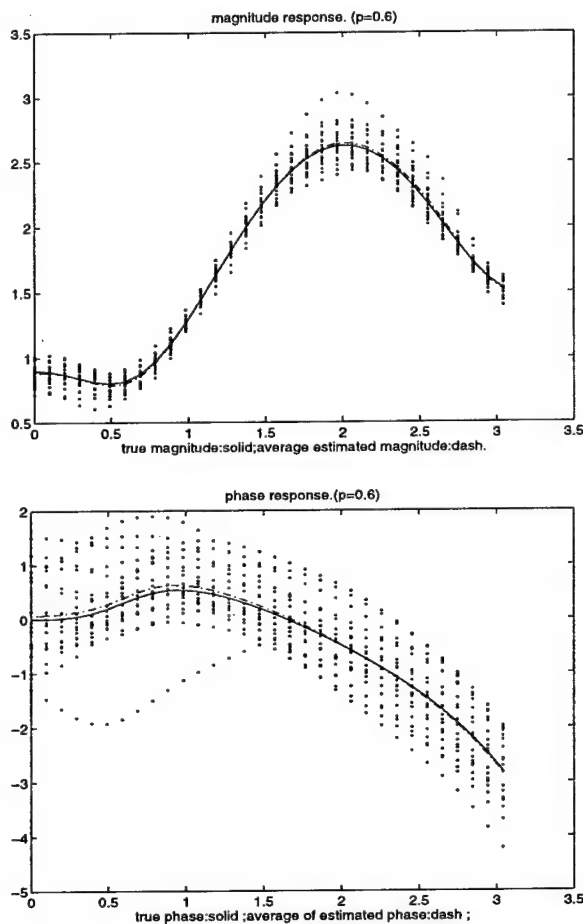 magnitude response. (p=0.6)
3.5
3
2.5
2
1.5
1
0.5
0 0.5 1 1.5 2 2.5 3 3.5
true magnitude:solid;average estimated magnitude:dash.
phase response.(p=0.6)
2
1
0
-1
-2
-3
-4
-5
0 0.5 1 1.5 2 2.5 3 3.5
true phase:solid ;average of estimated phase:dash ;